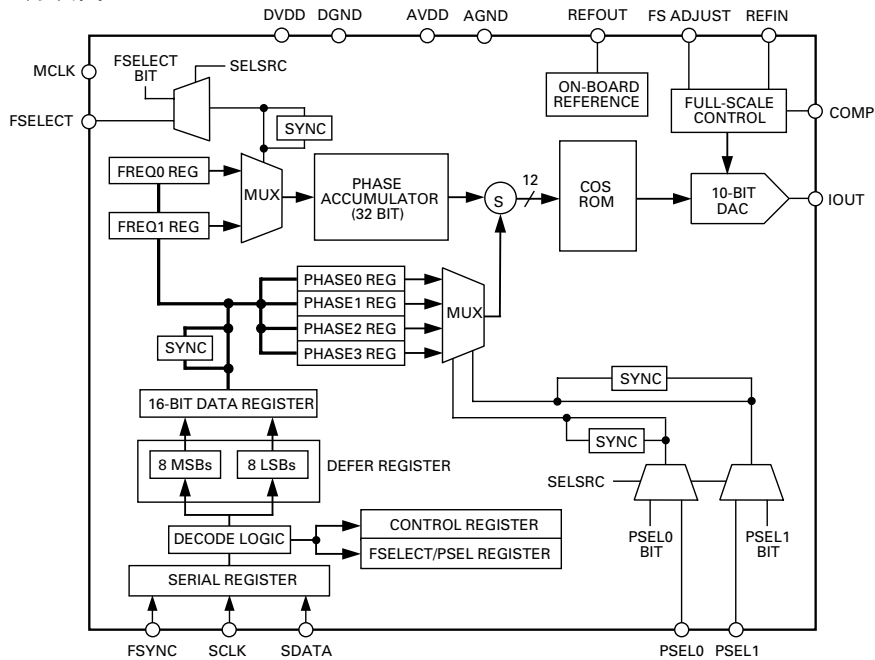 DVDD DGND AVDD AGND REFOUT FS ADJUST REFIN
MCLK
FSELECT
BIT
SELSRC
FSELECT
SYNC
ON-BOARD
REFERENCE
FULL-SCALE
CONTROL
COMP
FREQ0 REG
FREQ1 REG
MUX
PHASE
ACCUMULATOR
(32 BIT)
S
12
COS
ROM
10-BIT
DAC
IOUT
PHASE0 REG
PHASE1 REG
PHASE2 REG
PHASE3 REG
MUX
SYNC
SYNC
SYNC
16-BIT DATA REGISTER
8 MSBs
8 LSBs
DEFER REGISTER
SELSRC
PSEL0
BIT
PSEL1
BIT
DECODE LOGIC
CONTROL REGISTER
FSELECT/PSEL REGISTER
SERIAL REGISTER
FSYNC SCLK SDATA PSEL0 PSEL1